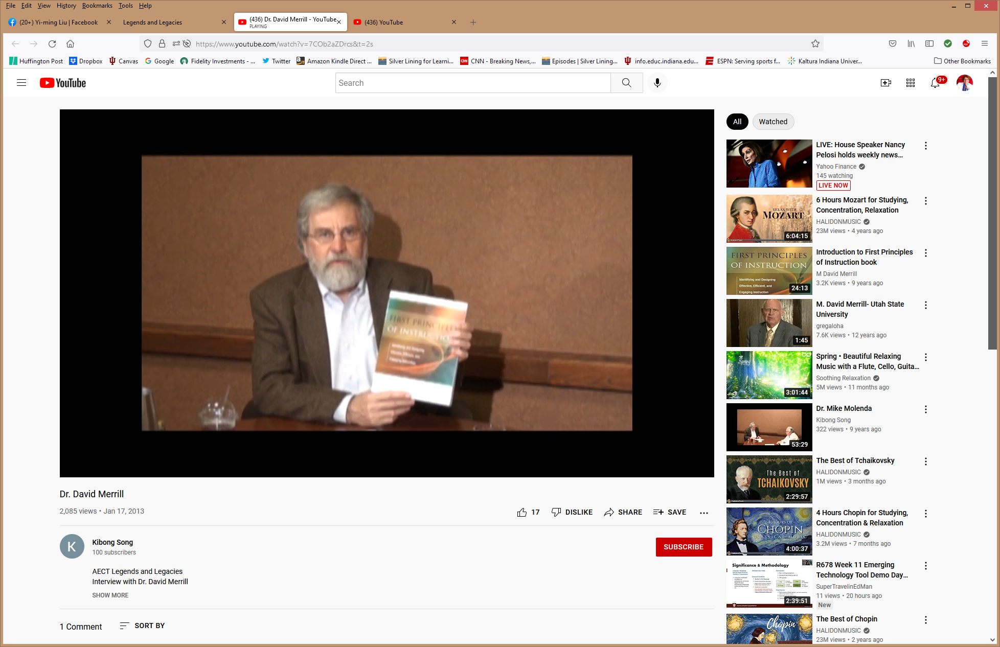 File Edit View History Bookmarks Tools Help
(20+) Yi-ming Liu | Facebook
Legends and Legacies
(436) Dr. David Merrill - YouTube
PLAYING
(436) YouTube
https://www.youtube.com/watch?v=7COb2aZDrcs&t=2s
Huffington Post Dropbox Canvas Google Fidelity Investments - ... Twitter Amazon Kindle Direct ... Silver Lining for Learni... CNN - Breaking News,... Episodes | Silver Lining... info.educ.indiana.edu... ESPN: Serving sports f... Kaltura Indiana Univer... Other Bookmarks
YouTube
Search
9+
FIRST PRINCIPLES
OF INSTRUCTION
Dr. David Merrill
2,085 views • Jan 17, 2013
17 DISLIKE SHARE SAVE ...
K
Kibong Song
100 subscribers
SUBSCRIBE
AECT Legends and Legacies
Interview with Dr. David Merrill
SHOW MORE
1 Comment SORT BY
All Watched
LIVE: House Speaker Nancy
Pelosi holds weekly news...
Yahoo Finance
145 watching
LIVE NOW
RELAX WITH
MOZART
6:04:15
6 Hours Mozart for Studying,
Concentration, Relaxation
HALIDONMUSIC
23M views • 4 years ago
FIRST PRINCIPLES
OF INSTRUCTION
Identifying and Designing
Effective, Efficient, and
Engaging Instruction
24:13
Introduction to First Principles
of Instruction book
M David Merrill
3.2K views • 9 years ago
1:45
M. David Merrill- Utah State
University
gregaloha
7.6K views • 12 years ago
Spring
3:01:44
Spring • Beautiful Relaxing
Music with a Flute, Cello, Guita...
Soothing Relaxation
5M views • 11 months ago
53:29
Dr. Mike Molenda
Kibong Song
322 views • 9 years ago
The Best of
TCHAIKOVSKY
2:29:57
The Best of Tchaikovsky
HALIDONMUSIC
1M views • 3 months ago
4 HOURS OF
CHOPIN
CLASSICAL MUSIC
4:00:37
4 Hours Chopin for Studying,
Concentration & Relaxation
HALIDONMUSIC
3.2M views • 7 months ago
Significance & Methodology
2:39:51
R678 Week 11 Emerging
Technology Tool Demo Day...
SuperTravelinEdMan
11 views • 20 hours ago
New
Chopin
The Best of Chopin
HALIDONMUSIC
23M views • 2 years ago